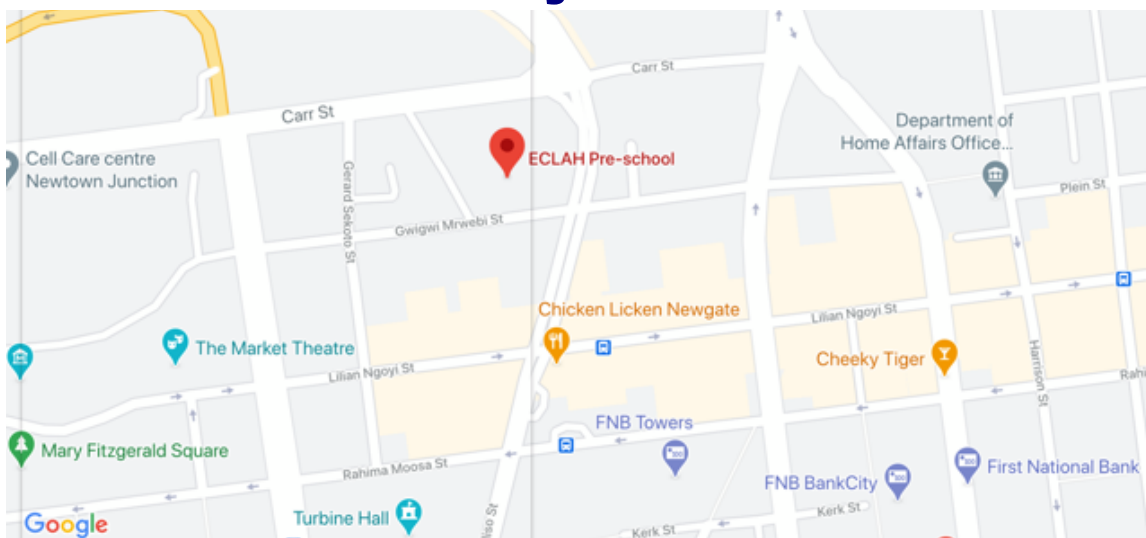 Carr St
Carr St
Department of
Home Affairs Office...
Cell Care centre
Newtown Junction
ECLAH Pre-school
Gerard Sekoto St
Plein St
Gwigwi Mrwebi St
Chicken Licken Newgate
Lilian Ngoyi St
The Market Theatre
Lilian Ngoyi St
Cheeky Tiger
Harrison St
FNB Towers
Mary Fitzgerald Square
Rahima Moosa St
First National Bank
FNB BankCity
Google
Turbine Hall
Kerk St
Kerk St